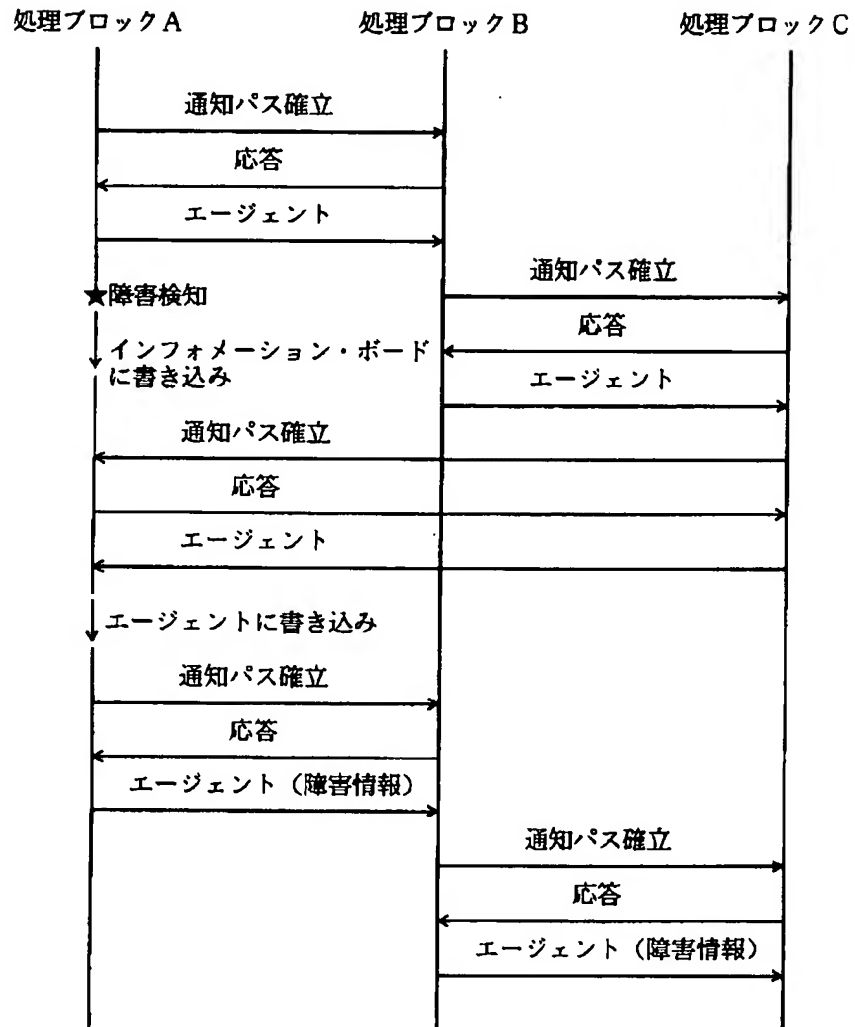 処理ブロックA
処理ブロックB
処理ブロックC
通知パス確立
応答
エージェント
通知パス確立
★障害検知
応答
インフォメーション・ボード
に書き込み
エージェント
通知パス確立
応答
エージェント
エージェントに書き込み
通知パス確立
応答
エージェント（障害情報）
通知パス確立
応答
エージェント（障害情報）